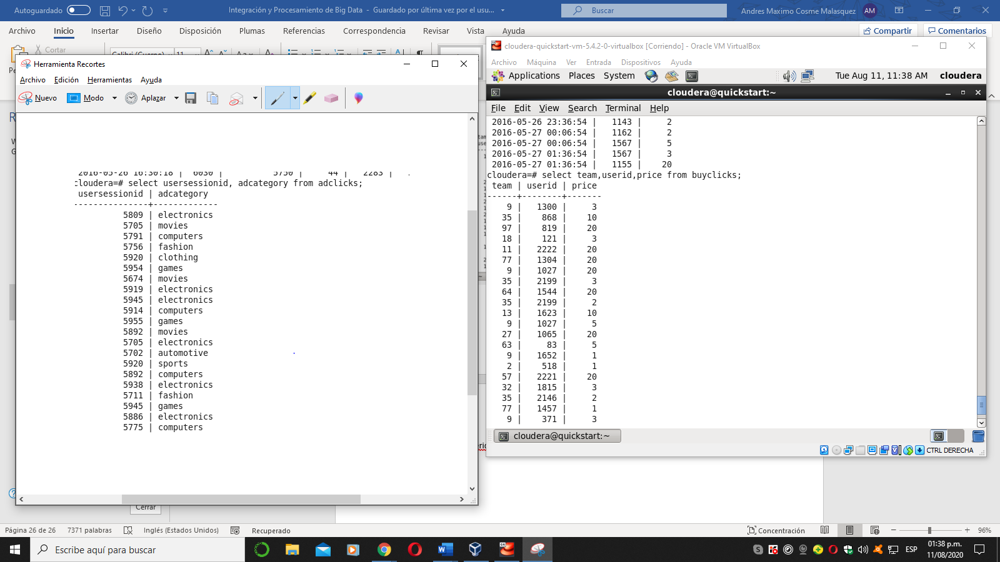 Autoguardado
Integración y Procesamiento de Big Data - Guardado por última vez por el usu...
Buscar
Andres Maximo Cosme Malasquez AM
Archivo Inicio Insertar Diseño Disposición Plumas Referencias Correspondencia Revisar Vista Ayuda
Compartir Comentarios
Cortar
Herramienta Recortes
Archivo Edición Herramientas Ayuda
Nuevo Modo Aplazar
2016-05-26 16:30:18 | 6030 | 5750 | 44 | 2283 |
cloudera=# select usersessionid, adcategory from adclicks;
usersessionid | adcategory
---------------+-------------
5809 | electronics
5705 | movies
5791 | computers
5756 | fashion
5920 | clothing
5954 | games
5674 | movies
5919 | electronics
5945 | electronics
5914 | computers
5955 | games
5892 | movies
5705 | electronics
5702 | automotive
5920 | sports
5892 | computers
5938 | electronics
5711 | fashion
5945 | games
5886 | electronics
5775 | computers
Cerrar
cloudera-quickstart-vm-5.4.2-0-virtualbox [Corriendo] - Oracle VM VirtualBox
Archivo Máquina Ver Entrada Dispositivos Ayuda
Applications Places System Tue Aug 11, 11:38 AM cloudera
cloudera@quickstart:~
File Edit View Search Terminal Help
2016-05-26 23:36:54 | 1143 | 2
2016-05-27 00:06:54 | 1162 | 2
2016-05-27 00:06:54 | 1567 | 5
2016-05-27 01:36:54 | 1567 | 3
2016-05-27 01:36:54 | 1155 | 20
cloudera=# select team,userid,price from buyclicks;
team | userid | price
------+--------+-------
9 | 1300 | 3
35 | 868 | 10
97 | 819 | 20
18 | 121 | 3
11 | 2222 | 20
77 | 1304 | 20
9 | 1027 | 20
35 | 2199 | 3
64 | 1544 | 20
35 | 2199 | 2
13 | 1623 | 10
9 | 1027 | 5
27 | 1065 | 20
63 | 83 | 5
9 | 1652 | 1
2 | 518 | 1
57 | 2221 | 20
32 | 1815 | 3
35 | 2146 | 2
77 | 1457 | 1
9 | 371 | 3
cloudera@quickstart:~
CTRL DERECHA
Página 26 de 26 7371 palabras Inglés (Estados Unidos) Recuperado Concentración 96%
Escribe aquí para buscar
ESP
01:38 p.m.
11/08/2020